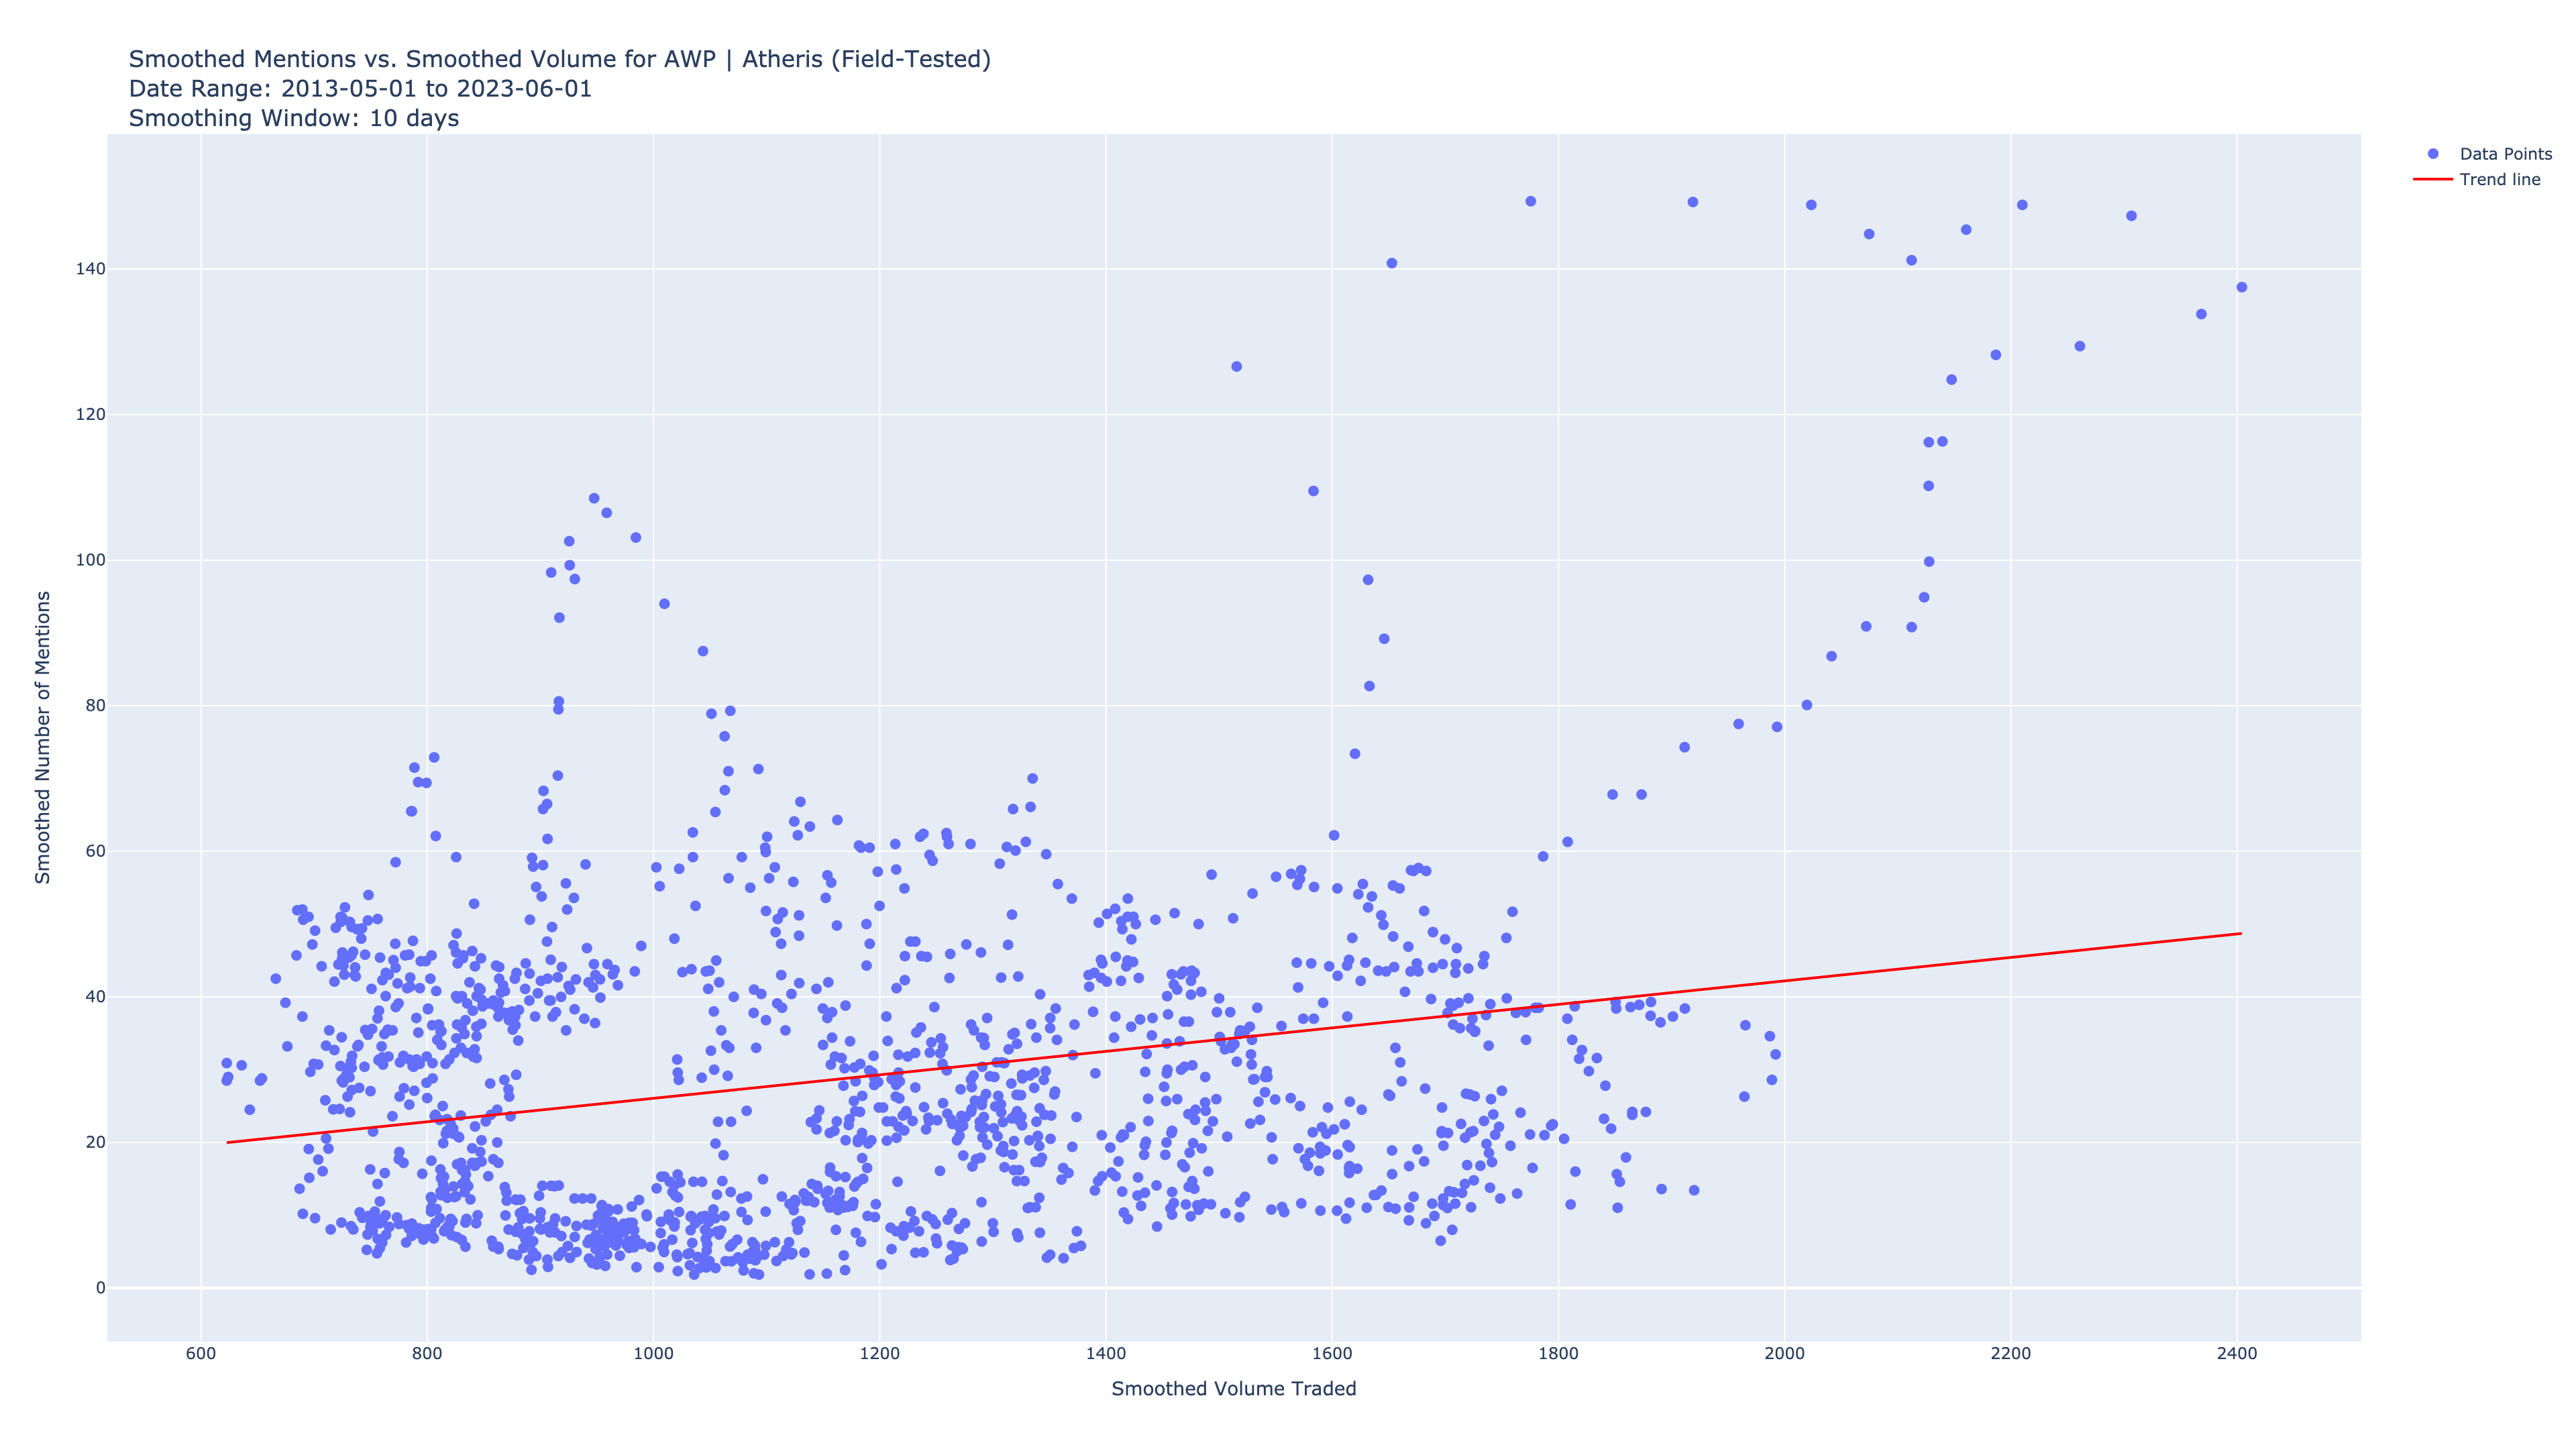 Smoothed Mentions vs. Smoothed Volume for AWP | Atheris (Field-Tested)
Date Range: 2013-05-01 to 2023-06-01
Smoothing Window: 10 days
Data Points
Trend line
Smoothed Number of Mentions
140
120
100
80
60
40
20
0
600 800 1000 1200 1400 1600 1800 2000 2200 2400
Smoothed Volume Traded